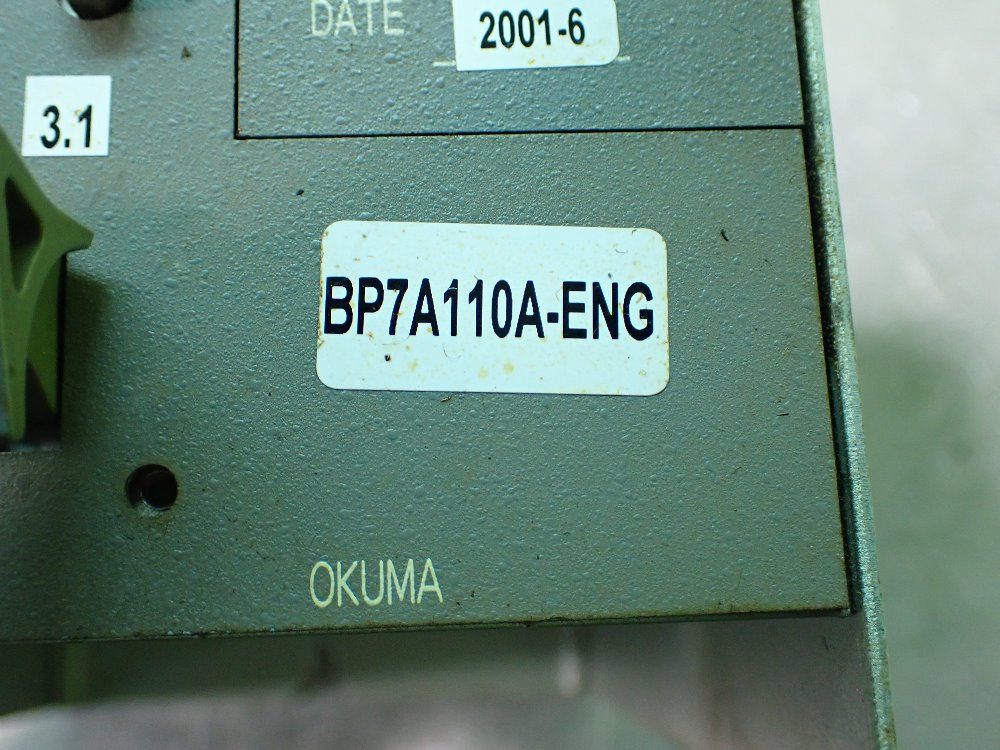 DATE 2001-6
3.1
BP7A110A-ENG
OKUMA